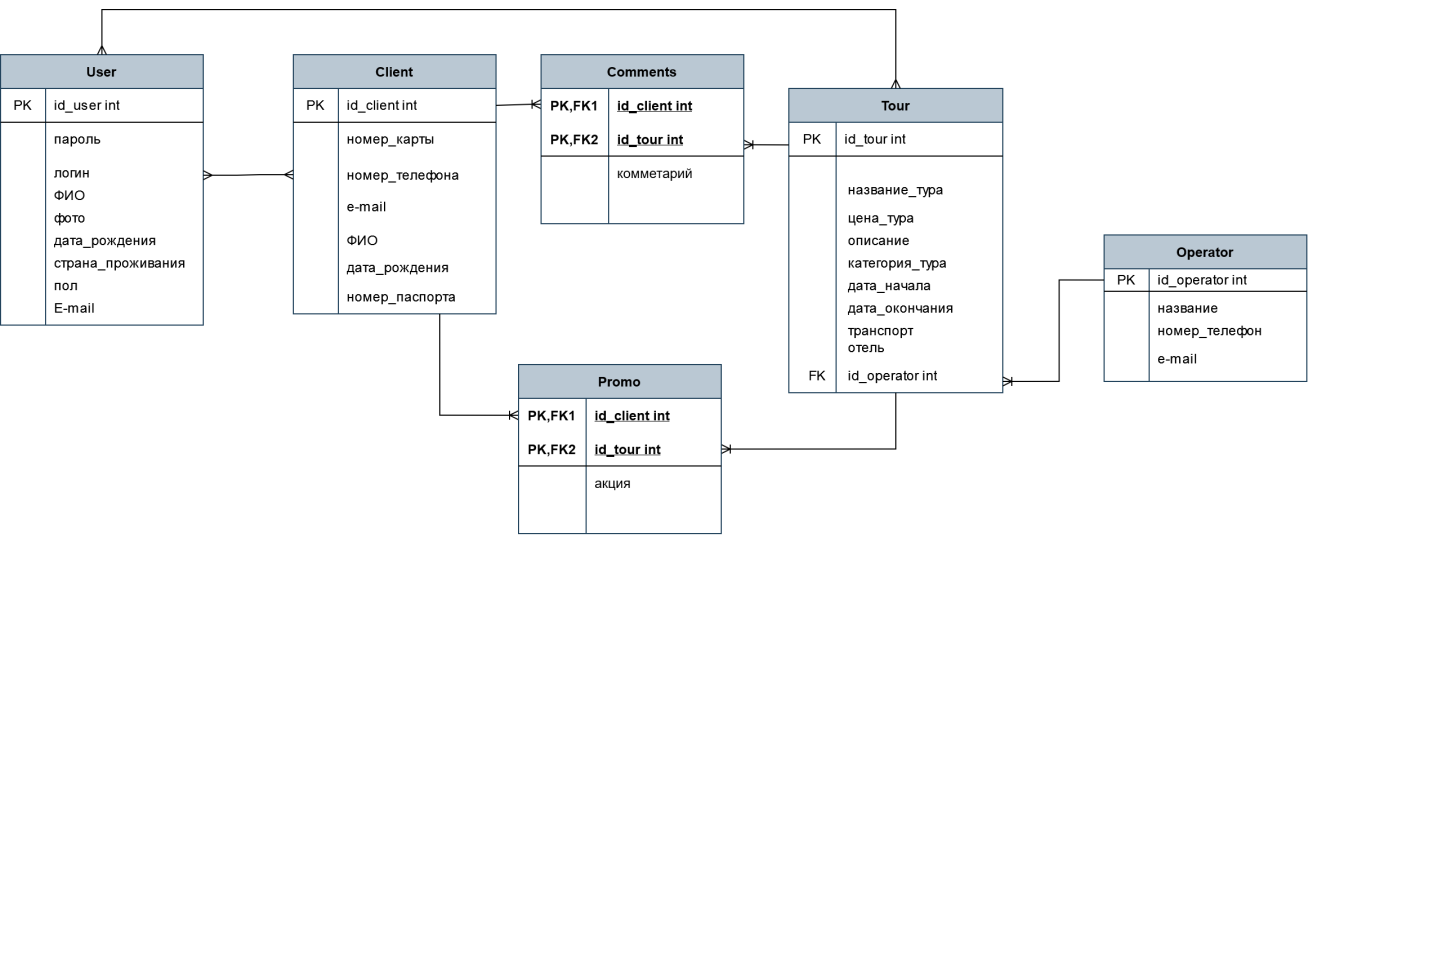 User
PK id_user int
пароль
логин
ФИО
фото
дата_рождения
страна_проживания
пол
E-mail
Client
PK id_client int
номер_карты
номер_телефона
e-mail
ФИО
дата_рождения
номер_паспорта
Comments
PK,FK1 id_client int
PK,FK2 id_tour int
комметарий
Tour
PK id_tour int
название_тура
цена_тура
описание
категория_тура
дата_начала
дата_окончания
транспорт
отель
FK id_operator int
Operator
PK id_operator int
название
номер_телефон
e-mail
Promo
PK,FK1 id_client int
PK,FK2 id_tour int
акция